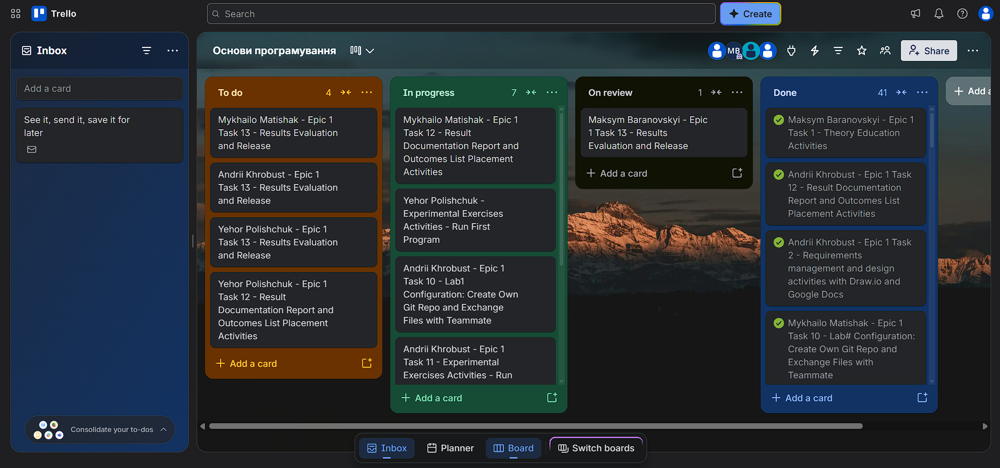 Trello
Search
Create
Inbox
Add a card
See it, send it, save it for
later
Consolidate your to-dos
Основи програмування
MB
Share
To do
4
Mykhailo Matishak - Epic 1
Task 13 - Results Evaluation
and Release
Andrii Khrobust - Epic 1
Task 13 - Results Evaluation
and Release
Yehor Polishchuk - Epic 1
Task 13 - Results Evaluation
and Release
Yehor Polishchuk - Epic 1
Task 12 - Result
Documentation Report and
Outcomes List Placement
Activities
Add a card
In progress
7
Mykhailo Matishak - Epic 1
Task 12 - Result
Documentation Report and
Outcomes List Placement
Activities
Yehor Polishchuk -
Experimental Exercises
Activities - Run First
Program
Andrii Khrobust - Epic 1
Task 10 - Lab1
Configuration: Create Own
Git Repo and Exchange
Files with Teammate
Andrii Khrobust - Epic 1
Task 11 - Experimental
Exercises Activities - Run
Add a card
On review
1
Maksym Baranovskyi - Epic
1 Task 13 - Results
Evaluation and Release
Add a card
Done
41
Maksym Baranovskyi - Epic 1
Task 1 - Theory Education
Activities
Andrii Khrobust - Epic 1 Task
12 - Result Documentation
Report and Outcomes List
Placement Activities
Andrii Khrobust - Epic 1 Task
2 - Requirements
management and design
activities with Draw.io and
Google Docs
Mykhailo Matishak - Epic 1
Task 10 - Lab# Configuration:
Create Own Git Repo and
Exchange Files with
Teammate
Add a card
Add a
Inbox
Planner
Board
Switch boards